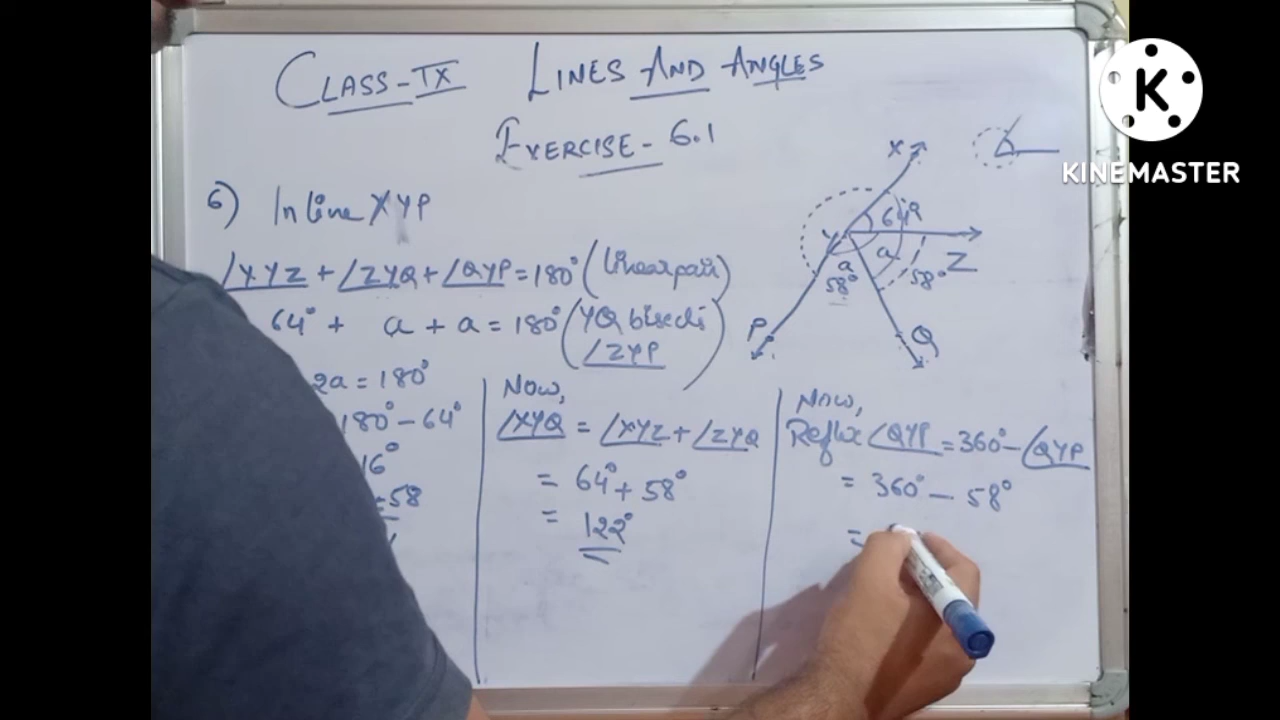 CLASS-IX LINES AND ANGLES
EXERCISE-6.1
6) In line XYP
∠XYZ + ∠ZYQ + ∠QYP = 180° (linear pair)
64° + a + a = 180° (YQ bisects
∠ZYP)
2a = 180°
180° - 64°
16°
=58
Now,
∠XYQ = ∠XYZ + ∠ZYQ
= 64° + 58°
= 122°
Now,
Reflex ∠QYP = 360° - ∠QYP
= 360° - 58°
=
X
64°
Y
a
a
Z
58°
58°
P
Q
K
KINEMASTER